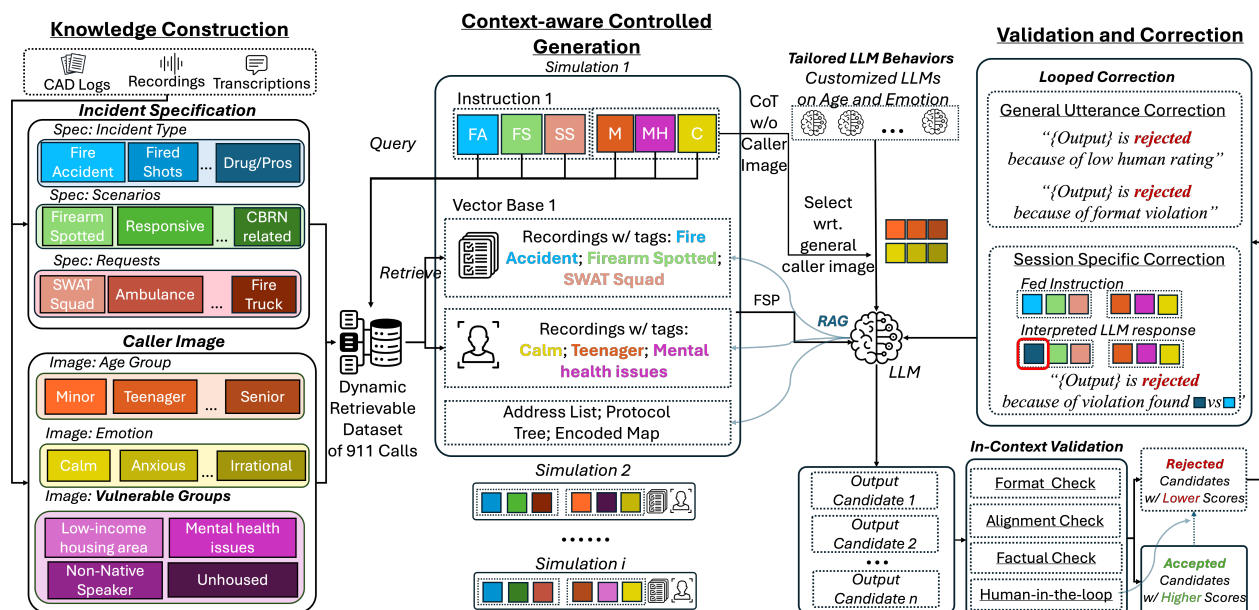 Knowledge Construction
CAD Logs
Recordings
Transcriptions
Incident Specification
Spec: Incident Type
Fire
Accident
Fired
Shots
...
Drug/Pros
Spec: Scenarios
Firearm
Spotted
Responsive
...
CBRN
related
Spec: Requests
SWAT
Squad
Ambulance
...
Fire
Truck
Caller Image
Image: Age Group
Minor
Teenager
...
Senior
Image: Emotion
Calm
Anxious
...
Irrational
Image: Vulnerable Groups
Low-income
housing area
Mental health
issues
Non-Native
Speaker
Unhoused
Dynamic
Retrievable
Dataset
of 911 Calls
Query
Retrieve
Context-aware Controlled
Generation
Simulation 1
Instruction 1
FA
FS
SS
M
MH
C
Vector Base 1
Recordings w/ tags: Fire
Accident; Firearm Spotted;
SWAT Squad
Recordings w/ tags:
Calm; Teenager; Mental
health issues
Address List; Protocol
Tree; Encoded Map
Simulation 2
......
Simulation i
Tailored LLM Behaviors
Customized LLMs
on Age and Emotion
...
CoT
w/o
Caller
Image
Select
wrt.
general
caller image
FSP
RAG
LLM
Output
Candidate 1
Output
Candidate 2
...
Output
Candidate n
Validation and Correction
Looped Correction
General Utterance Correction
“{Output} is rejected
because of low human rating”
“{Output} is rejected
because of format violation”
Session Specific Correction
Fed Instruction
Interpreted LLM response
“{Output} is rejected
because of violation found vs ”
In-Context Validation
Format Check
Alignment Check
Factual Check
Human-in-the-loop
Rejected
Candidates
w/ Lower Scores
Accepted
Candidates
w/ Higher Scores